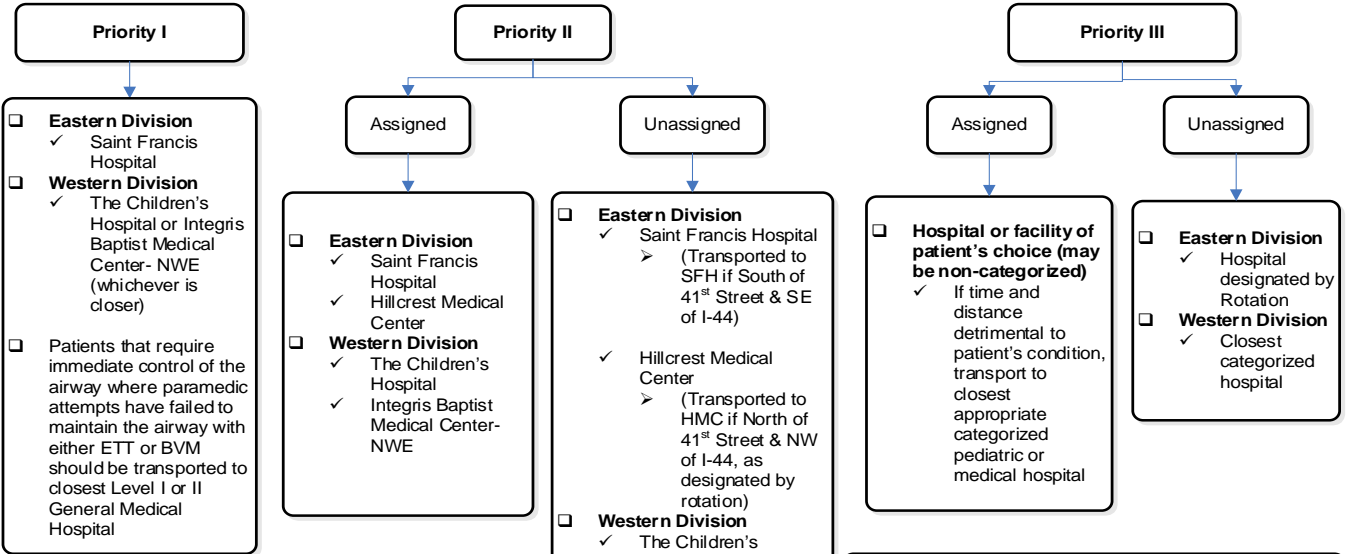 Priority I
❑ Eastern Division
✓ Saint Francis
Hospital
❑ Western Division
✓ The Children’s
Hospital or Integris
Baptist Medical
Center- NWE
(whichever is
closer)
❑ Patients that require
immediate control of the
airway where paramedic
attempts have failed to
maintain the airway with
either ETT or BVM
should be transported to
closest Level I or II
General Medical
Hospital
Priority II
Assigned
❑ Eastern Division
✓ Saint Francis
Hospital
✓ Hillcrest Medical
Center
❑ Western Division
✓ The Children’s
Hospital
✓ Integris Baptist
Medical Center-
NWE
Unassigned
❑ Eastern Division
✓ Saint Francis Hospital
➢ (Transported to
SFH if South of
41st Street & SE
of I-44)
✓ Hillcrest Medical
Center
➢ (Transported to
HMC if North of
41st Street & NW
of I-44, as
designated by
rotation)
❑ Western Division
✓ The Children’s
Priority III
Assigned
❑ Hospital or facility of
patient’s choice (may
be non-categorized)
✓ If time and
distance
detrimental to
patient’s condition,
transport to
closest
appropriate
categorized
pediatric or
medical hospital
Unassigned
❑ Eastern Division
✓ Hospital
designated by
Rotation
❑ Western Division
✓ Closest
categorized
hospital